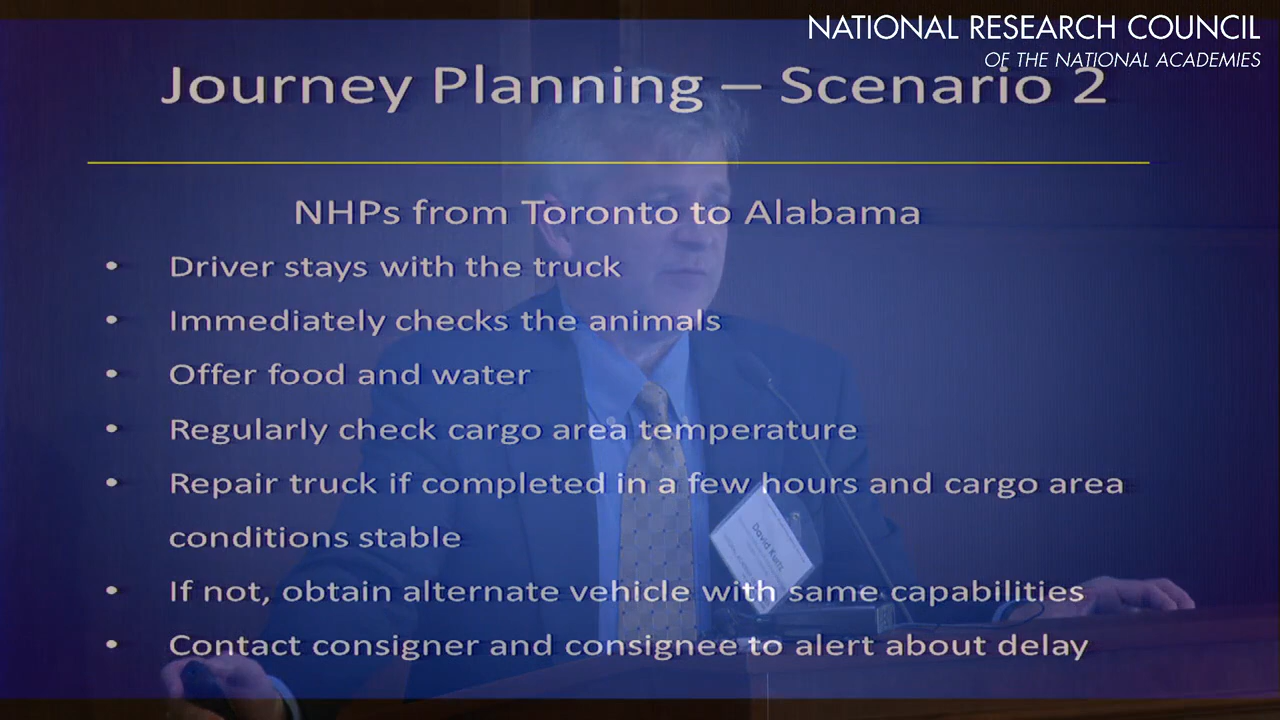 NATIONAL RESEARCH COUNCIL
OF THE NATIONAL ACADEMIES
Journey Planning – Scenario 2
NHPs from Toronto to Alabama
• Driver stays with the truck
• Immediately checks the animals
• Offer food and water
• Regularly check cargo area temperature
• Repair truck if completed in a few hours and cargo area
conditions stable
• If not, obtain alternate vehicle with same capabilities
• Contact consigner and consignee to alert about delay
David Kurtz